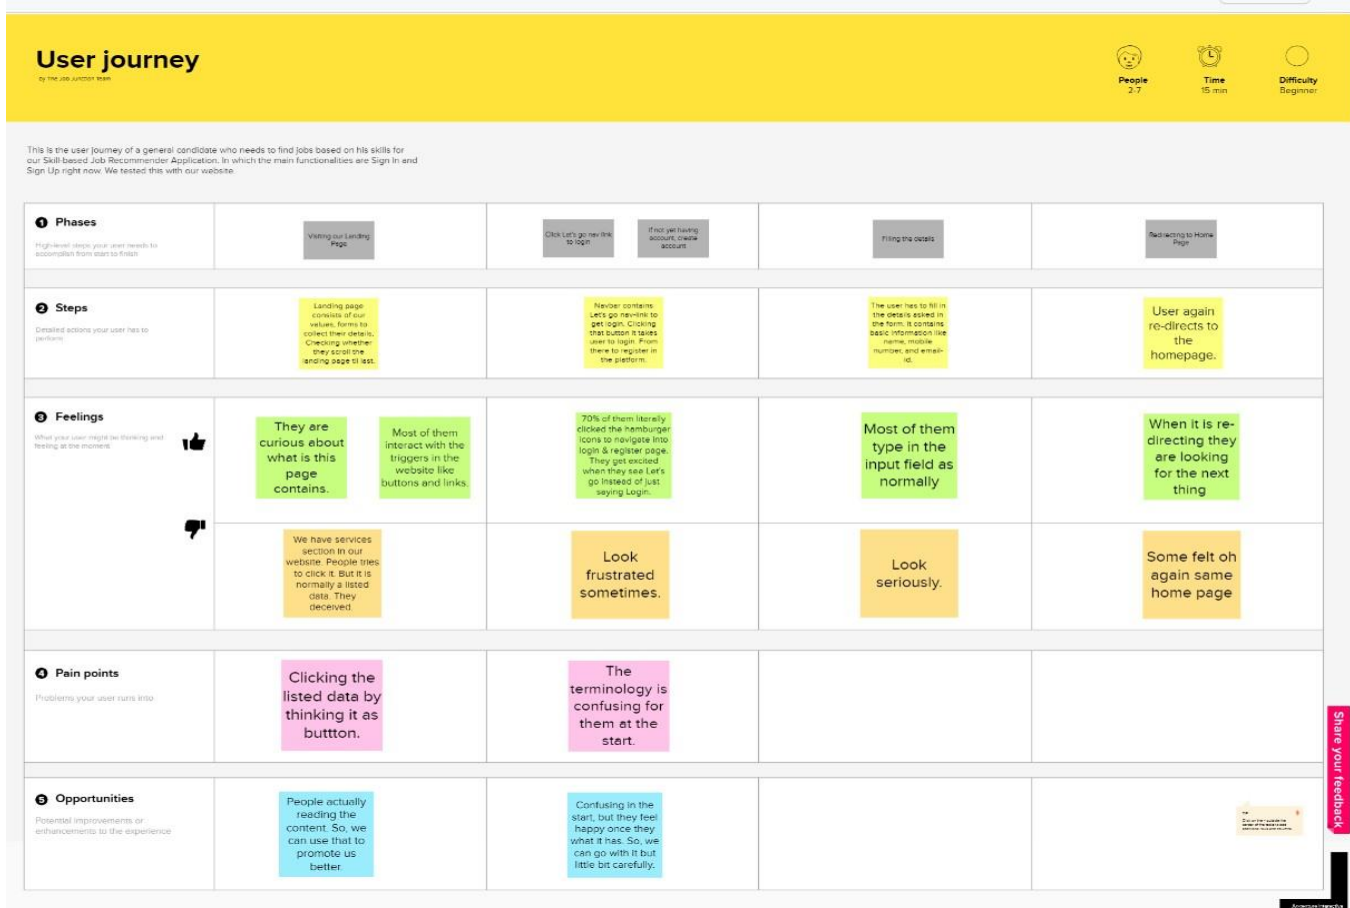 User journey
by The Job Junction Team
People
2-7
Time
15 min
Difficulty
Beginner
This is the user journey of a general candidate who needs to find jobs based on his skills for
our Skill-based Job Recommender Application. In which the main functionalities are Sign In and
Sign Up right now. We tested this with our website.
1 Phases
High-level steps your user needs to
accomplish from start to finish
Visiting our Landing
Page
Click Let's go nav link
to login
If not yet having
account, create
account
Filling the details
Redirecting to Home
Page
2 Steps
Detailed actions your user has to
perform
Landing page
consists of our
values, forms to
collect their details.
Checking whether
they scroll the
landing page til last.
Navbar contains
Let's go nav-link to
get login. Clicking
that button it takes
user to login. From
there to register in
the platform.
The user has to fill in
the details asked in
the form. It contains
basic information like
name, mobile
number, and email-
id.
User again
re-directs to
the
homepage.
3 Feelings
What your user might be thinking and
feeling at the moment
They are
curious about
what is this
page
contains.
Most of them
interact with the
triggers in the
website like
buttons and links.
70% of them literally
clicked the hamburger
icons to navigate into
login & register page.
They get excited
when they see Let's
go instead of just
saying Login.
Most of them
type in the
input field as
normally
When it is re-
directing they
are looking
for the next
thing
We have services
section in our
website. People tries
to click it. But it is
normally a listed
data. They
deceived.
Look
frustrated
sometimes.
Look
seriously.
Some felt oh
again same
home page
4 Pain points
Problems your user runs into
Clicking the
listed data by
thinking it as
buttton.
The
terminology is
confusing for
them at the
start.
5 Opportunities
Potential improvements or
enhancements to the experience
People actually
reading the
content. So, we
can use that to
promote us
better.
Confusing in the
start, but they feel
happy once they
what it has. So, we
can go with it but
little bit carefully.
Share your feedback